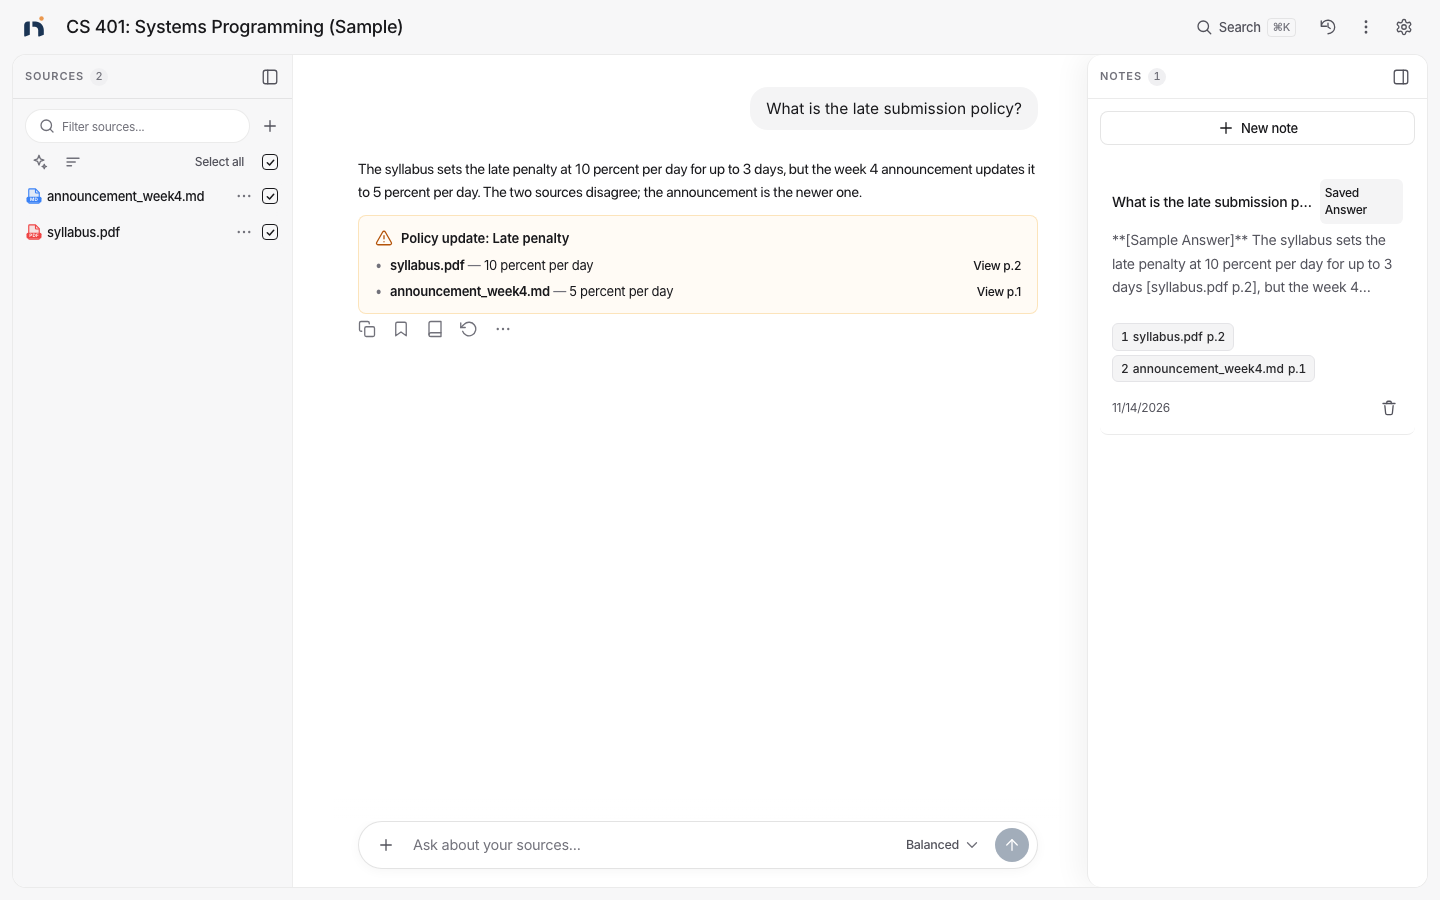 CS 401: Systems Programming (Sample)
Search ⌘K
SOURCES 2
Filter sources...
Select all
announcement_week4.md
syllabus.pdf
What is the late submission policy?
The syllabus sets the late penalty at 10 percent per day for up to 3 days, but the week 4 announcement updates it
to 5 percent per day. The two sources disagree; the announcement is the newer one.
Policy update: Late penalty
• syllabus.pdf — 10 percent per day View p.2
• announcement_week4.md — 5 percent per day View p.1
Ask about your sources...
Balanced
NOTES 1
New note
What is the late submission p...
Saved
Answer
**[Sample Answer]** The syllabus sets the
late penalty at 10 percent per day for up to 3
days [syllabus.pdf p.2], but the week 4...
1 syllabus.pdf p.2
2 announcement_week4.md p.1
11/14/2026